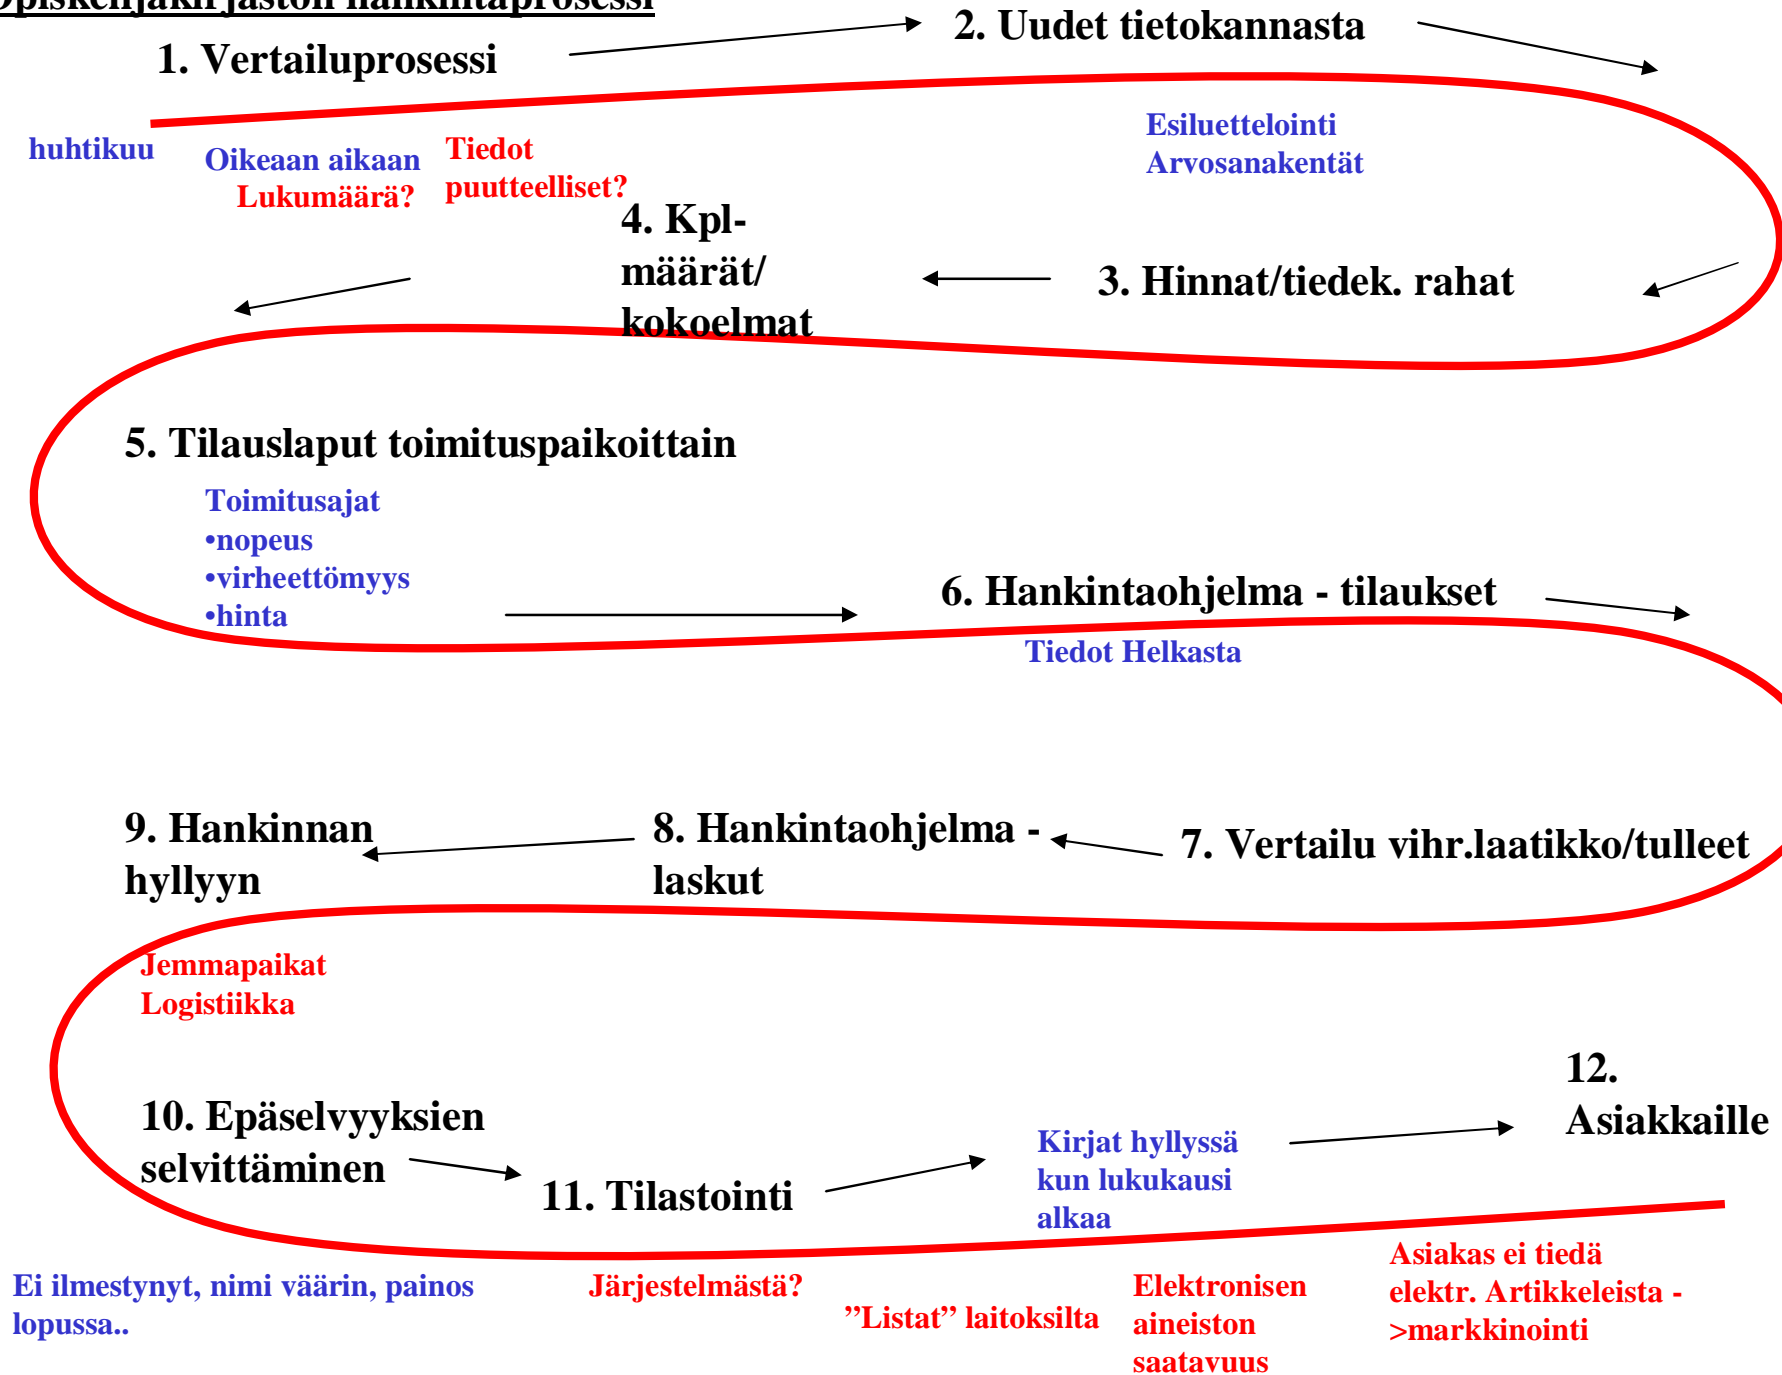 Opiskelijakirjaston hankintaprosessi
1. Vertailuprosessi
2. Uudet tietokannasta
huhtikuu
Oikeaan aikaan
Lukumäärä?
Tiedot
puutteelliset?
Esiluettelointi
Arvosanakentät
3. Hinnat/tiedek. rahat
4. Kpl-
määrät/
kokoelmat
5. Tilauslaput toimituspaikoittain
Toimitusajat
•nopeus
•virheettömyys
•hinta
6. Hankintaohjelma - tilaukset
Tiedot Helkasta
7. Vertailu vihr.laatikko/tulleet
8. Hankintaohjelma -
laskut
9. Hankinnan
hyllyyn
Jemmapaikat
Logistiikka
10. Epäselvyyksien
selvittäminen
11. Tilastointi
Kirjat hyllyssä
kun lukukausi
alkaa
12.
Asiakkaille
Ei ilmestynyt, nimi väärin, painos
lopussa..
Järjestelmästä?
”Listat” laitoksilta
Elektronisen
aineiston
saatavuus
Asiakas ei tiedä
elektr. Artikkeleista -
>markkinointi